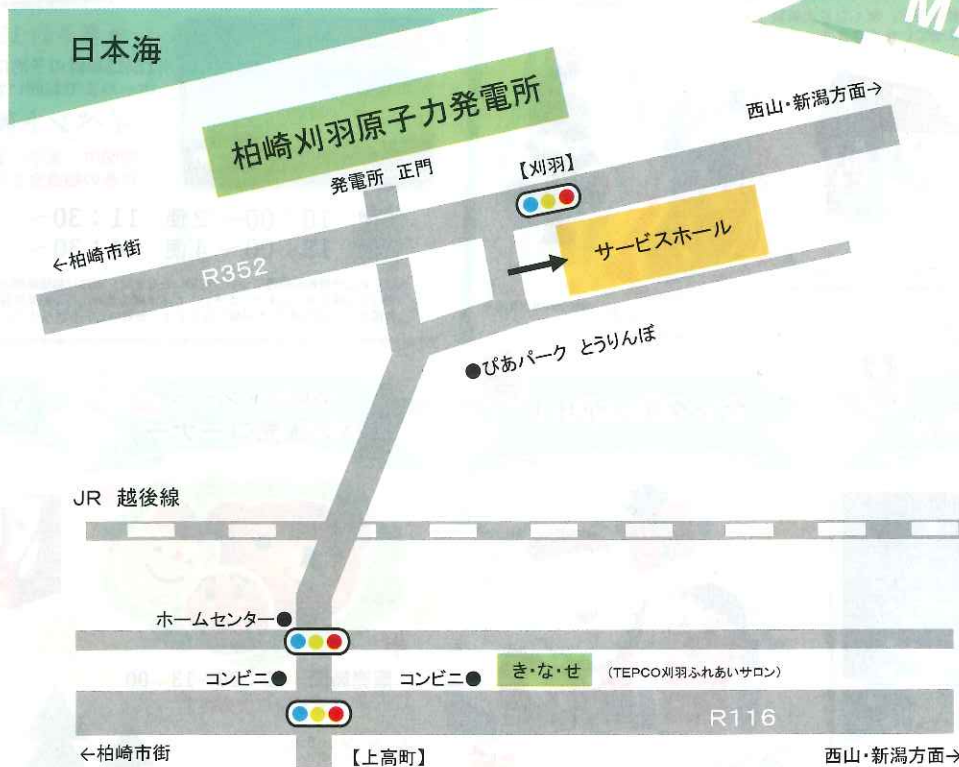 日本海
柏崎刈羽原子力発電所
西山・新潟方面→
発電所 正門
【刈羽】
サービスホール
←柏崎市街
R352
●ぴあパーク とうりんぼ
JR 越後線
ホームセンター●
コンビニ●
コンビニ●
き・な・せ
(TEPCO刈羽ふれあいサロン)
R116
←柏崎市街
【上高町】
西山・新潟方面→